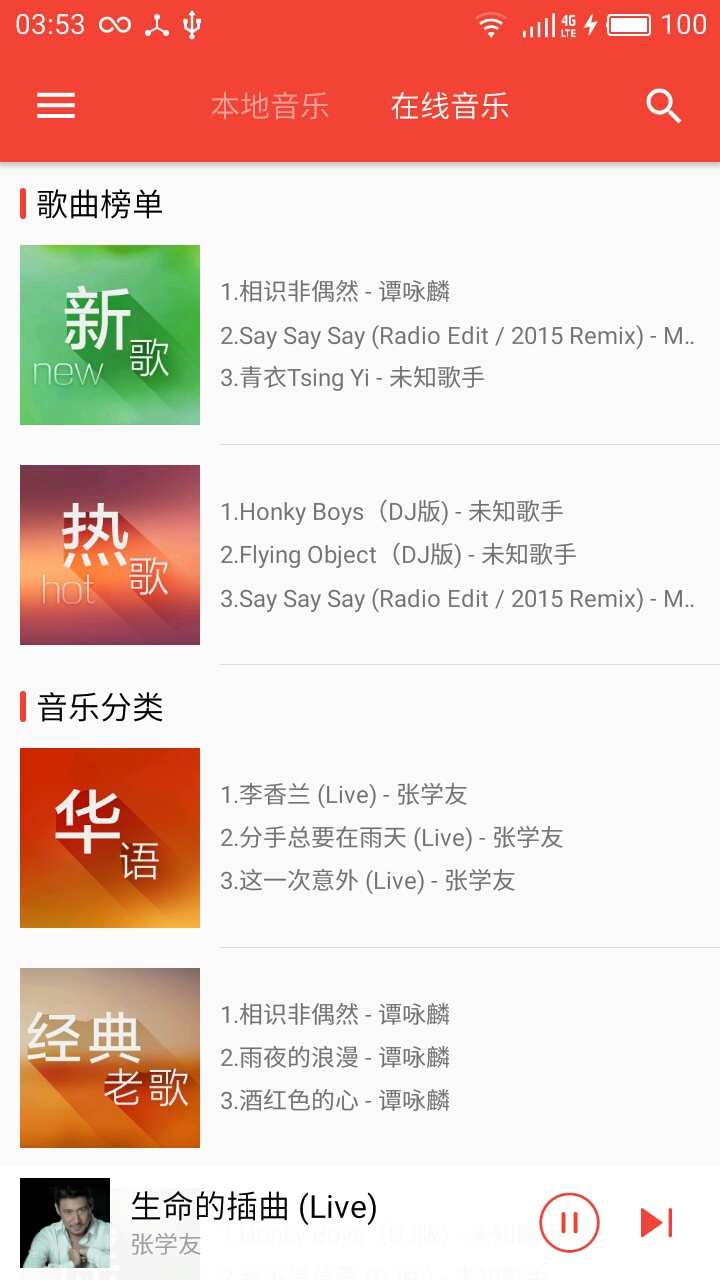 03:53 4G LTE 100
本地音乐 在线音乐
歌曲榜单
新歌
new
1.相识非偶然 - 谭咏麟
2.Say Say Say (Radio Edit / 2015 Remix) - M..
3.青衣Tsing Yi - 未知歌手
热歌
hot
1.Honky Boys（DJ版) - 未知歌手
2.Flying Object（DJ版) - 未知歌手
3.Say Say Say (Radio Edit / 2015 Remix) - M..
音乐分类
华语
1.李香兰 (Live) - 张学友
2.分手总要在雨天 (Live) - 张学友
3.这一次意外 (Live) - 张学友
经典
老歌
1.相识非偶然 - 谭咏麟
2.雨夜的浪漫 - 谭咏麟
3.酒红色的心 - 谭咏麟
生命的插曲 (Live)
张学友
1.Honky Boys（DJ版) - 未知歌手